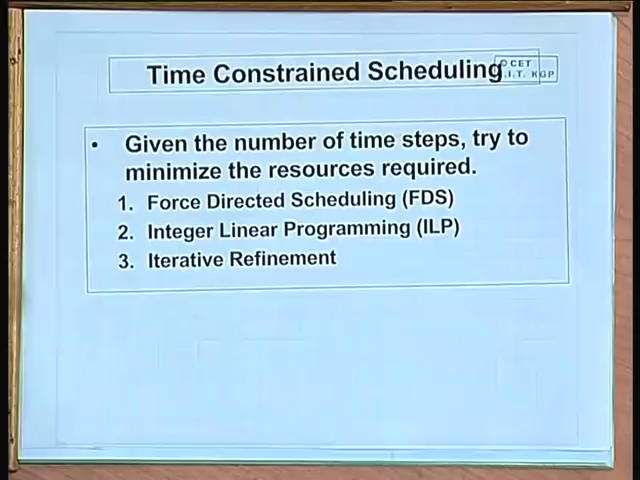 Time Constrained Scheduling
© CET
I.I.T. KGP
• Given the number of time steps, try to
minimize the resources required.
1. Force Directed Scheduling (FDS)
2. Integer Linear Programming (ILP)
3. Iterative Refinement